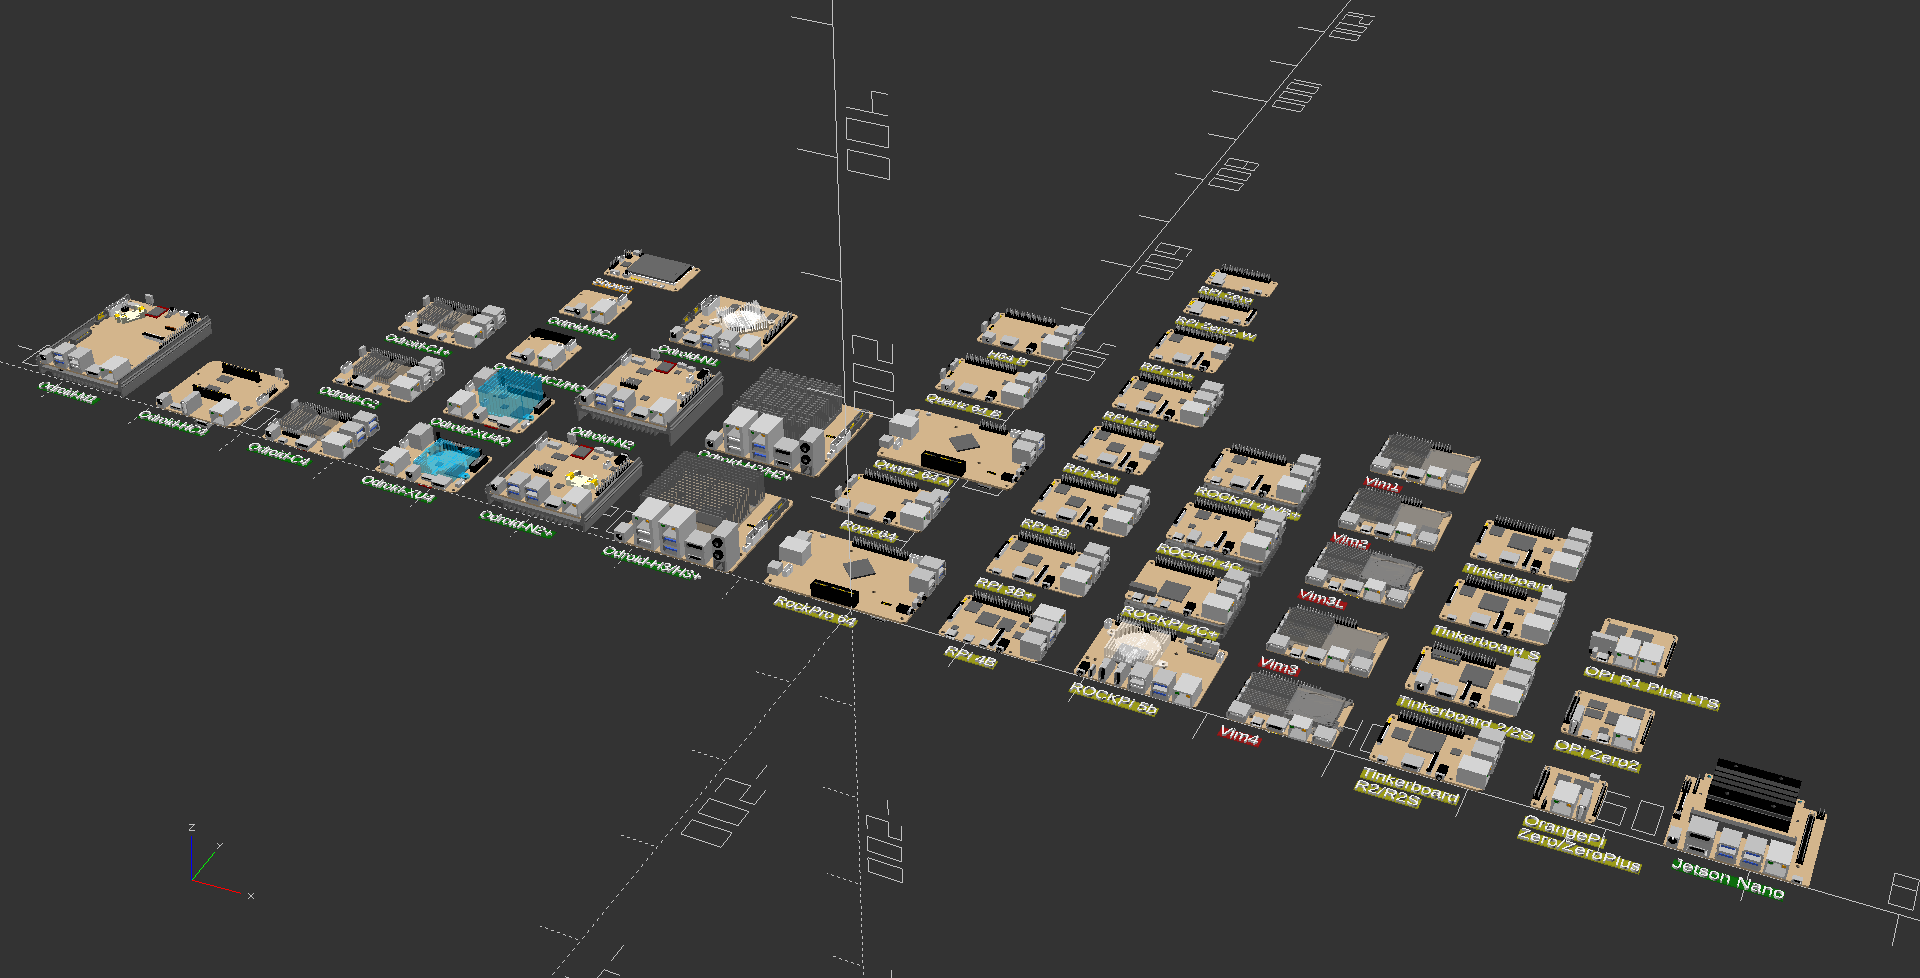 Show2
Odroid-MC1
Odroid-C1+
Odroid-N1
Odroid-M1
Odroid-C2
Odroid-HC4
Odroid-XU4Q
Odroid-N2
Odroid-C4
Odroid-XU4
Odroid-H2/H2+
Odroid-N2+
Odroid-H3/H3+
H64 B
Quartz 64 B
Quartz 64 A
Rock 64
RockPro 64
RPi Zero2 W
RPi 1A+
RPi 1B+
RPi 3A+
RPi 3B
RPi 3B+
RPi 4B
ROCKPi 4C
ROCKPi 4C+
ROCKPi 5b
Vim1
Vim2
Vim3L
Vim3
Vim4
Tinkerboard
Tinkerboard S
Tinkerboard 2/2S
Tinkerboard
R2/R2S
OPi R1 Plus LTS
OPi Zero2
OrangePi
Zero/ZeroPlus
Jetson Nano
Z
Y
X